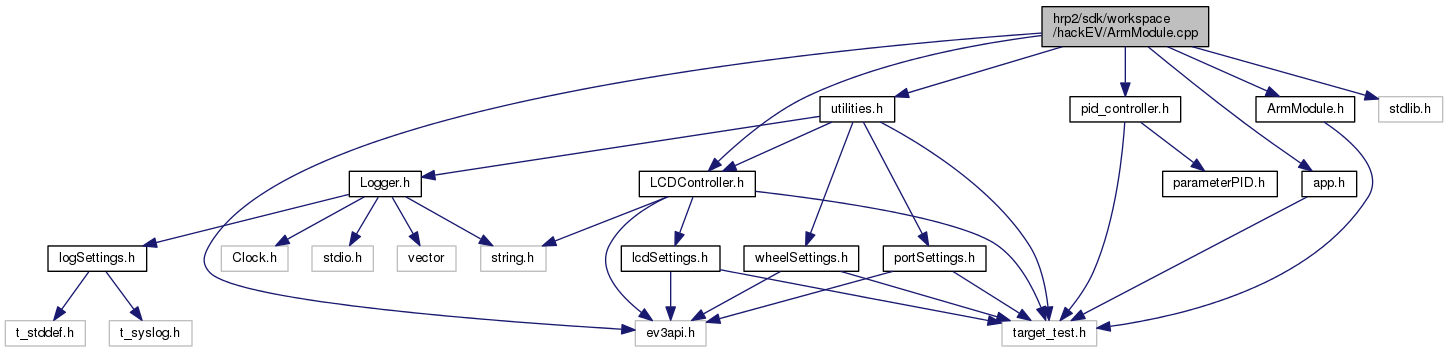 hrp2/sdk/workspace
/hackEV/ArmModule.cpp
utilities.h
pid_controller.h
ArmModule.h
stdlib.h
Logger.h
LCDController.h
parameterPID.h
app.h
logSettings.h
Clock.h
stdio.h
vector
string.h
lcdSettings.h
wheelSettings.h
portSettings.h
t_stddef.h
t_syslog.h
ev3api.h
target_test.h